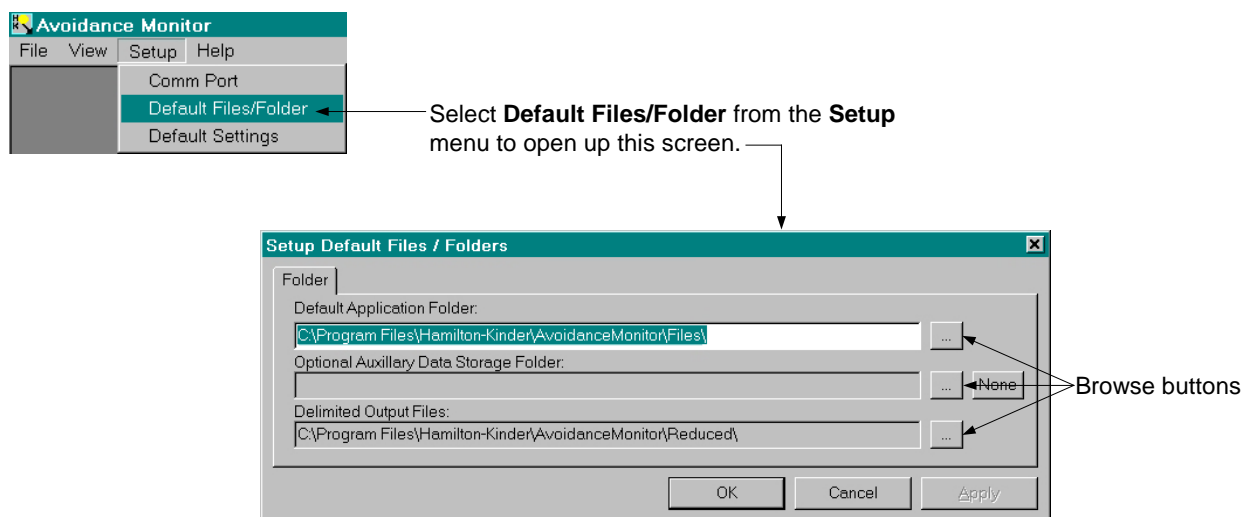 Avoidance Monitor
File View Setup Help
Comm Port
Default Files/Folder
Default Settings
Select Default Files/Folder from the Setup
menu to open up this screen.
Setup Default Files / Folders
Folder
Default Application Folder:
C:\Program Files\Hamilton-Kinder\AvoidanceMonitor\Files\
...
Optional Auxillary Data Storage Folder:
... None
Browse buttons
Delimited Output Files:
C:\Program Files\Hamilton-Kinder\AvoidanceMonitor\Reduced\
...
OK Cancel Apply